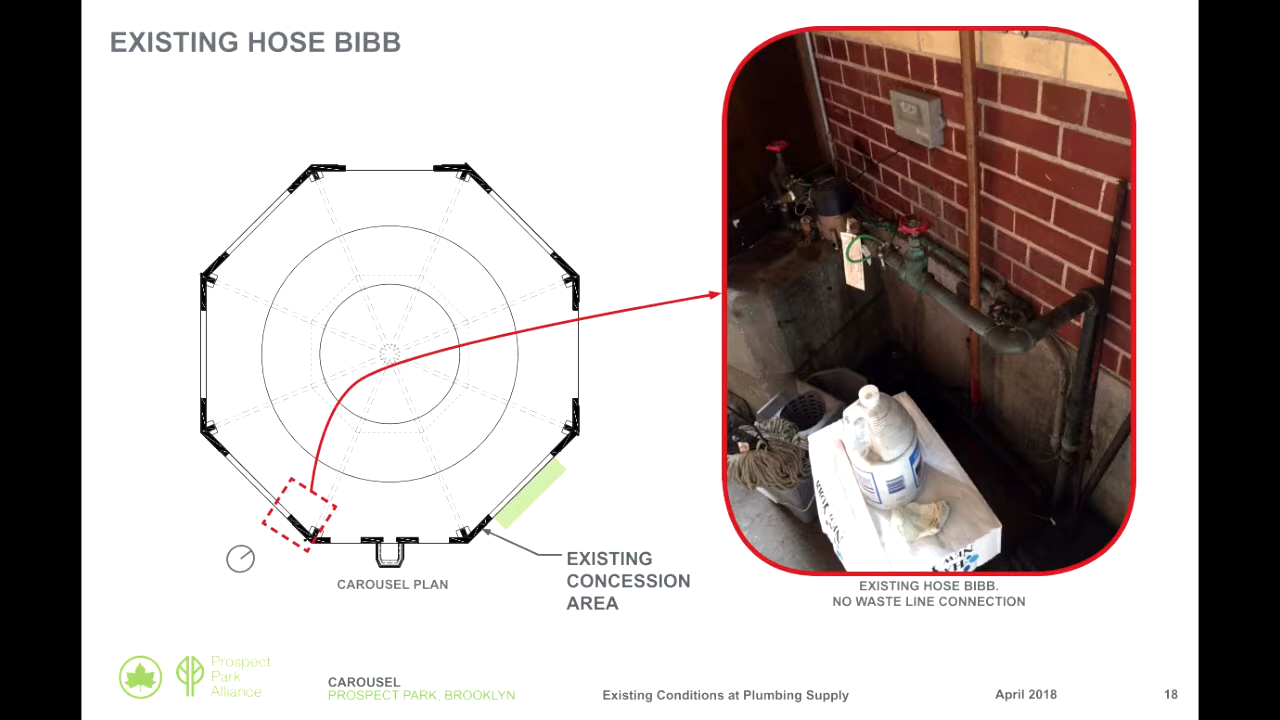 EXISTING HOSE BIBB
EXISTING
CONCESSION
AREA
CAROUSEL PLAN
EXISTING HOSE BIBB.
NO WASTE LINE CONNECTION
Prospect
Park
Alliance
CAROUSEL
PROSPECT PARK, BROOKLYN
Existing Conditions at Plumbing Supply
April 2018
18